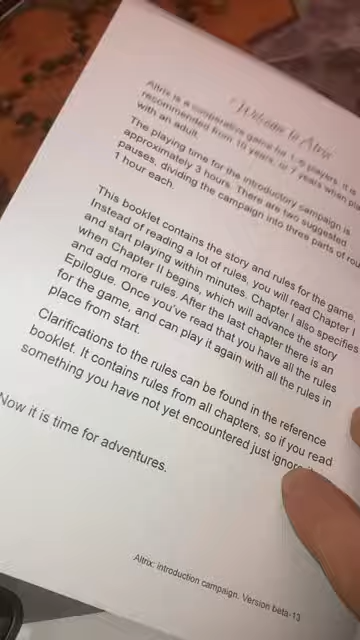 Welcome to Altrix
Altrix is a cooperative game for 1-6 players. It is
recommended from 10 years, or 7 years when
with an adult.
The playing time for the introductory campaign is
approximately 3 hours. There are two suggested
pauses, dividing the campaign into three parts of
1 hour each.
This booklet contains the story and rules for the game.
Instead of reading a lot of rules, you will read Chapter I
and start playing within minutes. Chapter I also specifies
when Chapter II begins, which will advance the story
and add more rules. After the last chapter there is an
Epilogue. Once you've read that you have all the rules
for the game, and can play it again with all the rules in
place from start.
Clarifications to the rules can be found in the reference
booklet. It contains rules from all chapters, so if you read
something you have not yet encountered just ignore
Now it is time for adventures.
Altrix: introduction campaign. Version beta-13